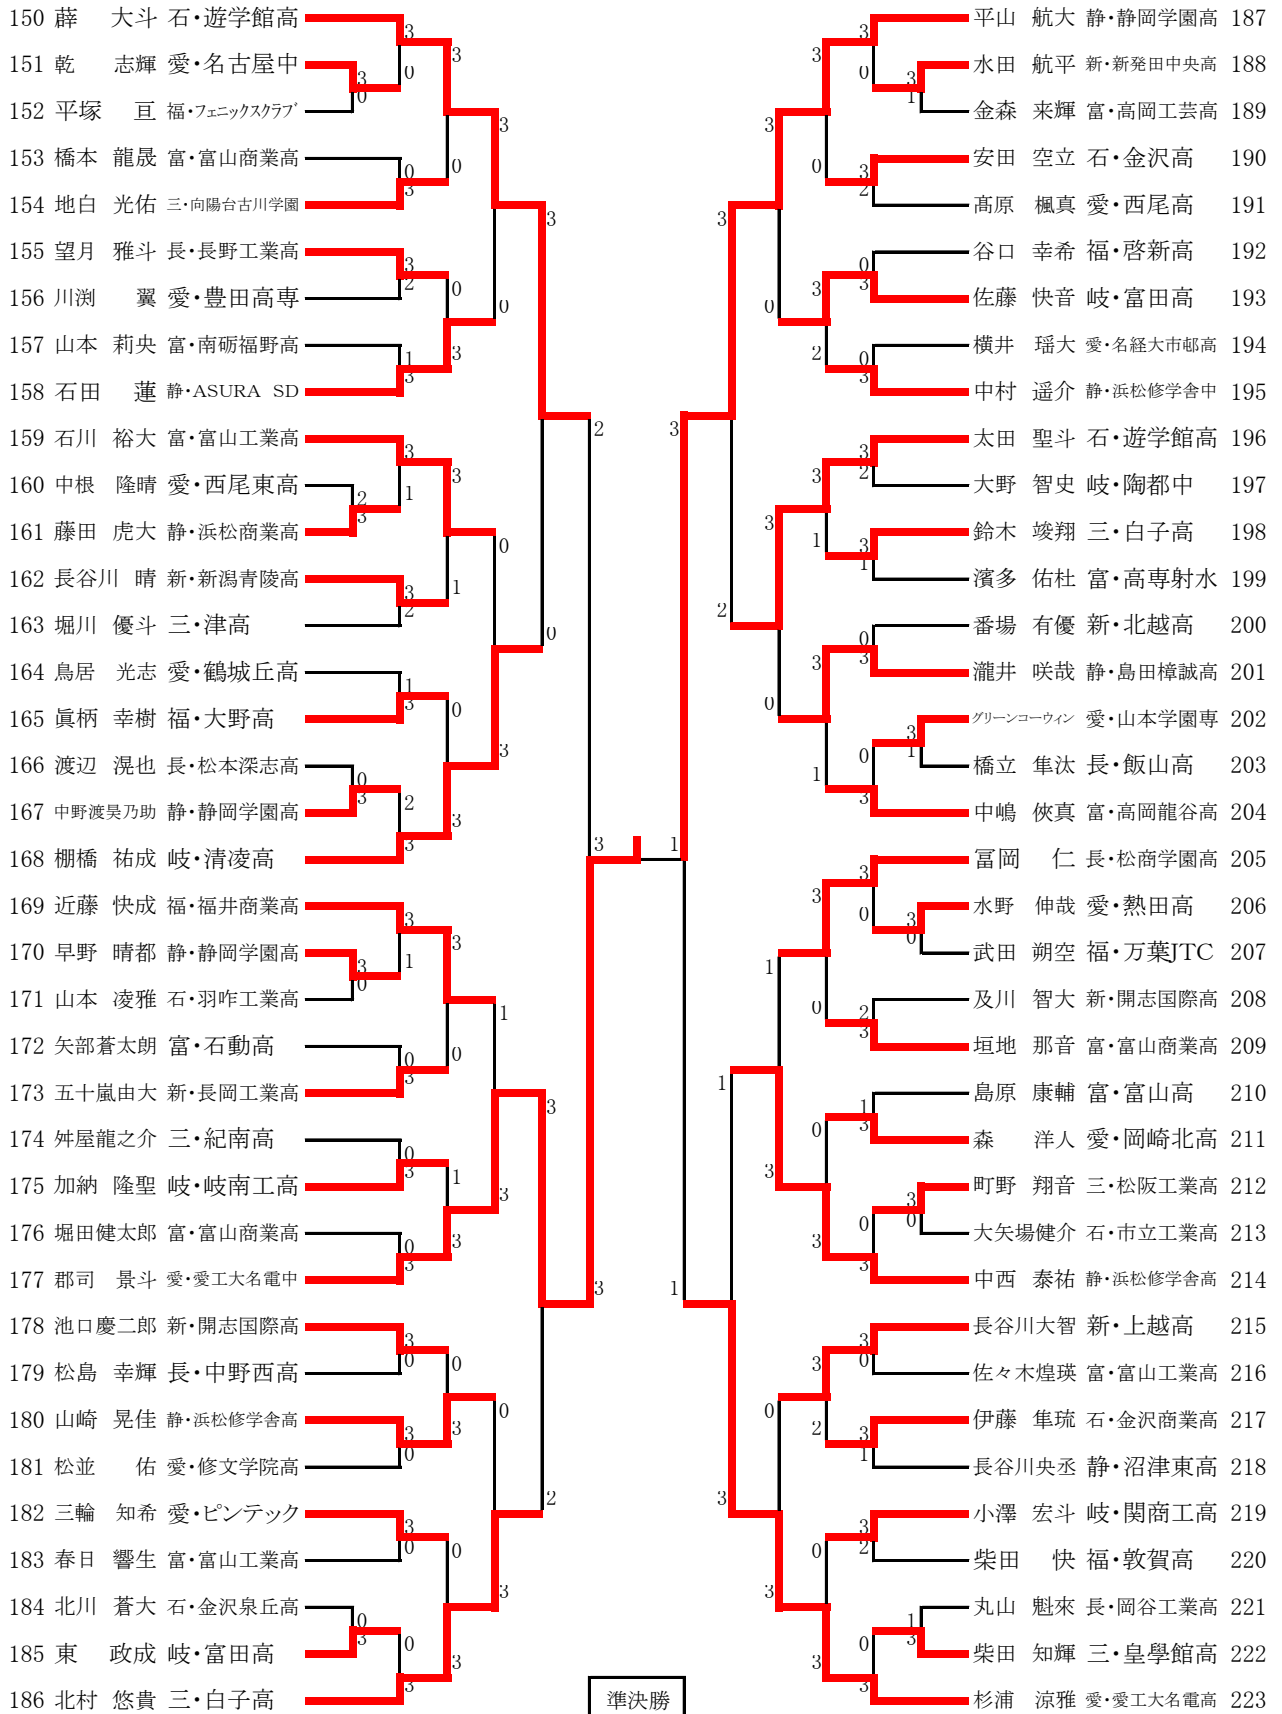 150 薜 大斗 石・遊学館高
151 乾 志輝 愛・名古屋中
152 平塚 亘 福・フェニックスクラブ
153 橋本 龍晟 富・富山商業高
154 地白 光佑 三・向陽台古川学園
155 望月 雅斗 長・長野工業高
156 川渕 翼 愛・豊田高専
157 山本 莉央 富・南砺福野高
158 石田 蓮 静・ASURA SD
159 石川 裕大 富・富山工業高
160 中根 隆晴 愛・西尾東高
161 藤田 虎大 静・浜松商業高
162 長谷川 晴 新・新潟青陵高
163 堀川 優斗 三・津高
164 鳥居 光志 愛・鶴城丘高
165 眞柄 幸樹 福・大野高
166 渡辺 滉也 長・松本深志高
167 中野渡昊乃助 静・静岡学園高
168 棚橋 祐成 岐・清凌高
169 近藤 快成 福・福井商業高
170 早野 晴都 静・静岡学園高
171 山本 凌雅 石・羽咋工業高
172 矢部蒼太朗 富・石動高
173 五十嵐由大 新・長岡工業高
174 舛屋龍之介 三・紀南高
175 加納 隆聖 岐・岐南工高
176 堀田健太郎 富・富山商業高
177 郡司 景斗 愛・愛工大名電中
178 池口慶二郎 新・開志国際高
179 松島 幸輝 長・中野西高
180 山崎 晃佳 静・浜松修学舎高
181 松並 佑 愛・修文学院高
182 三輪 知希 愛・ピンテック
183 春日 響生 富・富山工業高
184 北川 蒼大 石・金沢泉丘高
185 東 政成 岐・富田高
186 北村 悠貴 三・白子高
平山 航大 静・静岡学園高 187
水田 航平 新・新発田中央高 188
金森 来輝 富・高岡工芸高 189
安田 空立 石・金沢高 190
髙原 楓真 愛・西尾高 191
谷口 幸希 福・啓新高 192
佐藤 快音 岐・富田高 193
横井 瑶大 愛・名経大市邨高 194
中村 遥介 静・浜松修学舎中 195
太田 聖斗 石・遊学館高 196
大野 智史 岐・陶都中 197
鈴木 竣翔 三・白子高 198
濱多 佑杜 富・高専射水 199
番場 有優 新・北越高 200
瀧井 咲哉 静・島田樟誠高 201
グリーンコーウィン 愛・山本学園専 202
橋立 隼汰 長・飯山高 203
中嶋 俠真 富・高岡龍谷高 204
冨岡 仁 長・松商学園高 205
水野 伸哉 愛・熱田高 206
武田 朔空 福・万葉JTC 207
及川 智大 新・開志国際高 208
垣地 那音 富・富山商業高 209
島原 康輔 富・富山高 210
森 洋人 愛・岡崎北高 211
町野 翔音 三・松阪工業高 212
大矢場健介 石・市立工業高 213
中西 泰祐 静・浜松修学舎高 214
長谷川大智 新・上越高 215
佐々木煌瑛 富・富山工業高 216
伊藤 隼琉 石・金沢商業高 217
長谷川央丞 静・沼津東高 218
小澤 宏斗 岐・関商工高 219
柴田 快 福・敦賀高 220
丸山 魁來 長・岡谷工業高 221
柴田 知輝 三・皇學館高 222
杉浦 涼雅 愛・愛工大名電高 223
準決勝